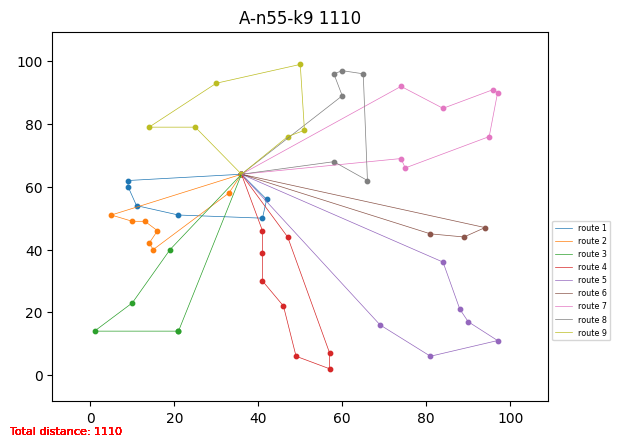 A-n55-k9 1110
100
80
60
40
20
0
0 20 40 60 80 100
route 1
route 2
route 3
route 4
route 5
route 6
route 7
route 8
route 9
Total distance: 1110